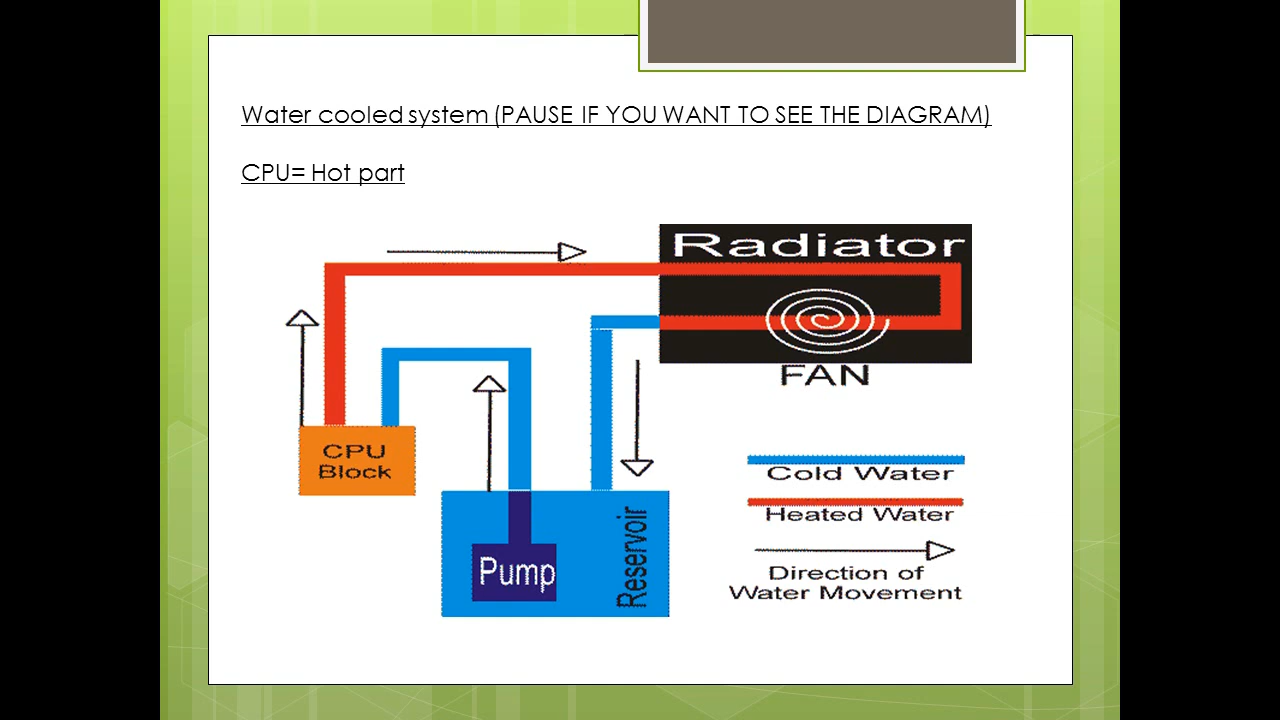 Water cooled system (PAUSE IF YOU WANT TO SEE THE DIAGRAM)
CPU= Hot part
Radiator
FAN
CPU
Block
Pump
Reservoir
Cold Water
Heated Water
Direction of
Water Movement